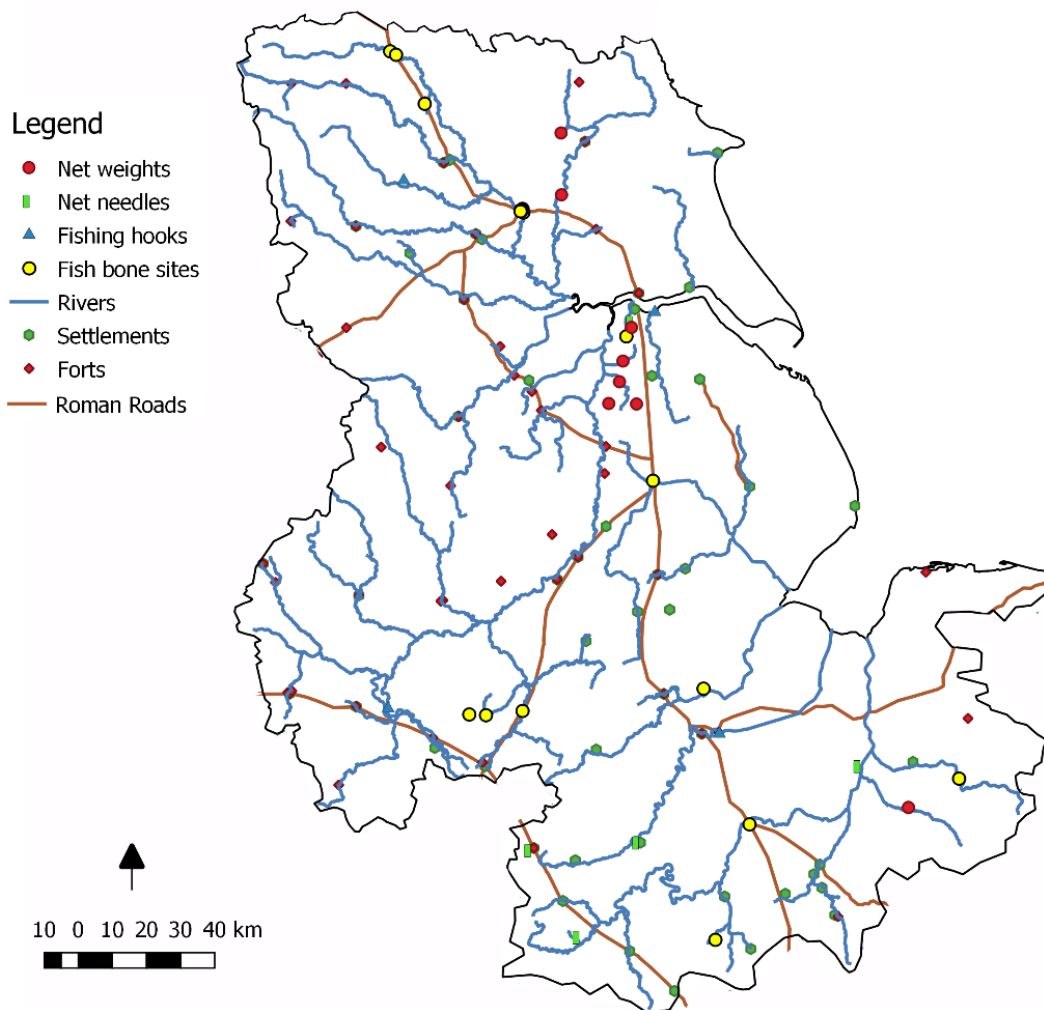 Legend
Net weights
Net needles
Fishing hooks
Fish bone sites
Rivers
Settlements
Forts
Roman Roads
10 0 10 20 30 40 km